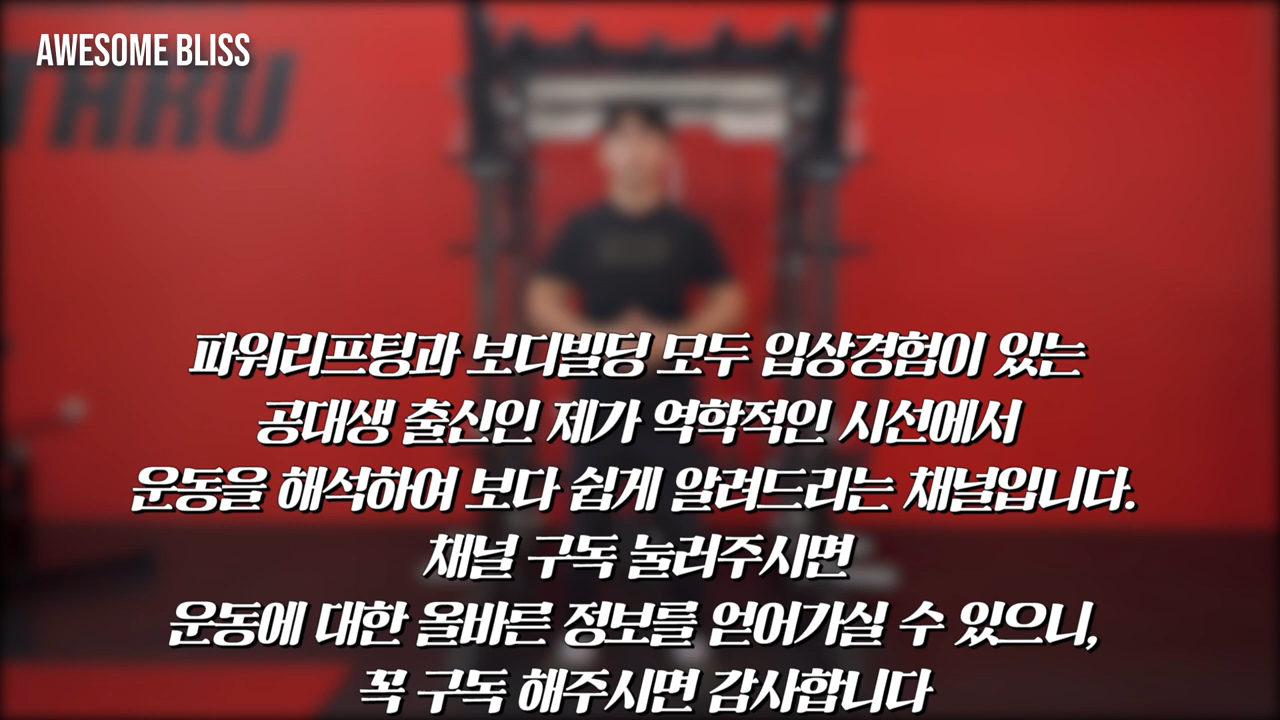 AWESOME BLISS
THRU
파워리프팅과 보디빌딩 모두 입상경험이 있는
공대생 출신인 제가 역학적인 시선에서
운동을 해석하여 보다 쉽게 알려드리는 채널입니다.
채널 구독 눌러주시면
운동에 대한 올바른 정보를 얻어가실 수 있으니,
꼭 구독 해주시면 감사합니다